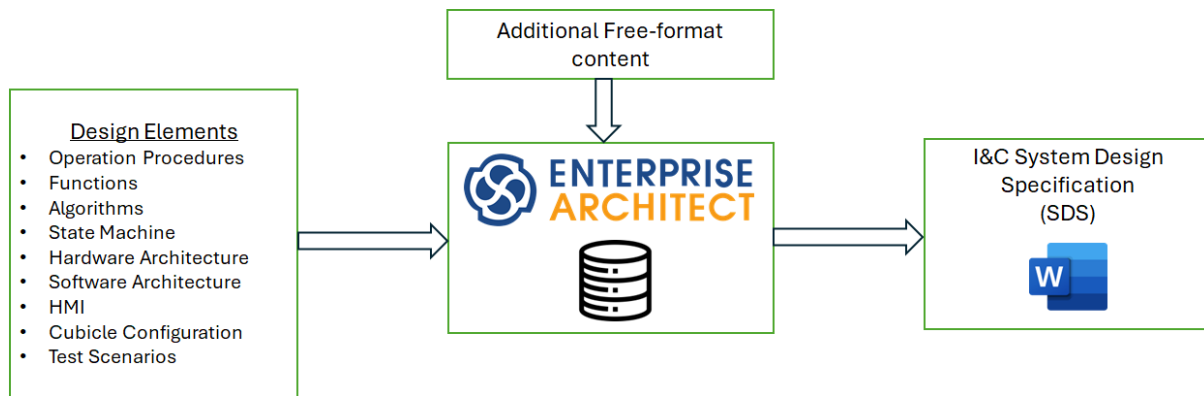 Additional Free-format
content
Design Elements
• Operation Procedures
• Functions
• Algorithms
• State Machine
• Hardware Architecture
• Software Architecture
• HMI
• Cubicle Configuration
• Test Scenarios
ENTERPRISE
ARCHITECT
I&C System Design
Specification
(SDS)
W